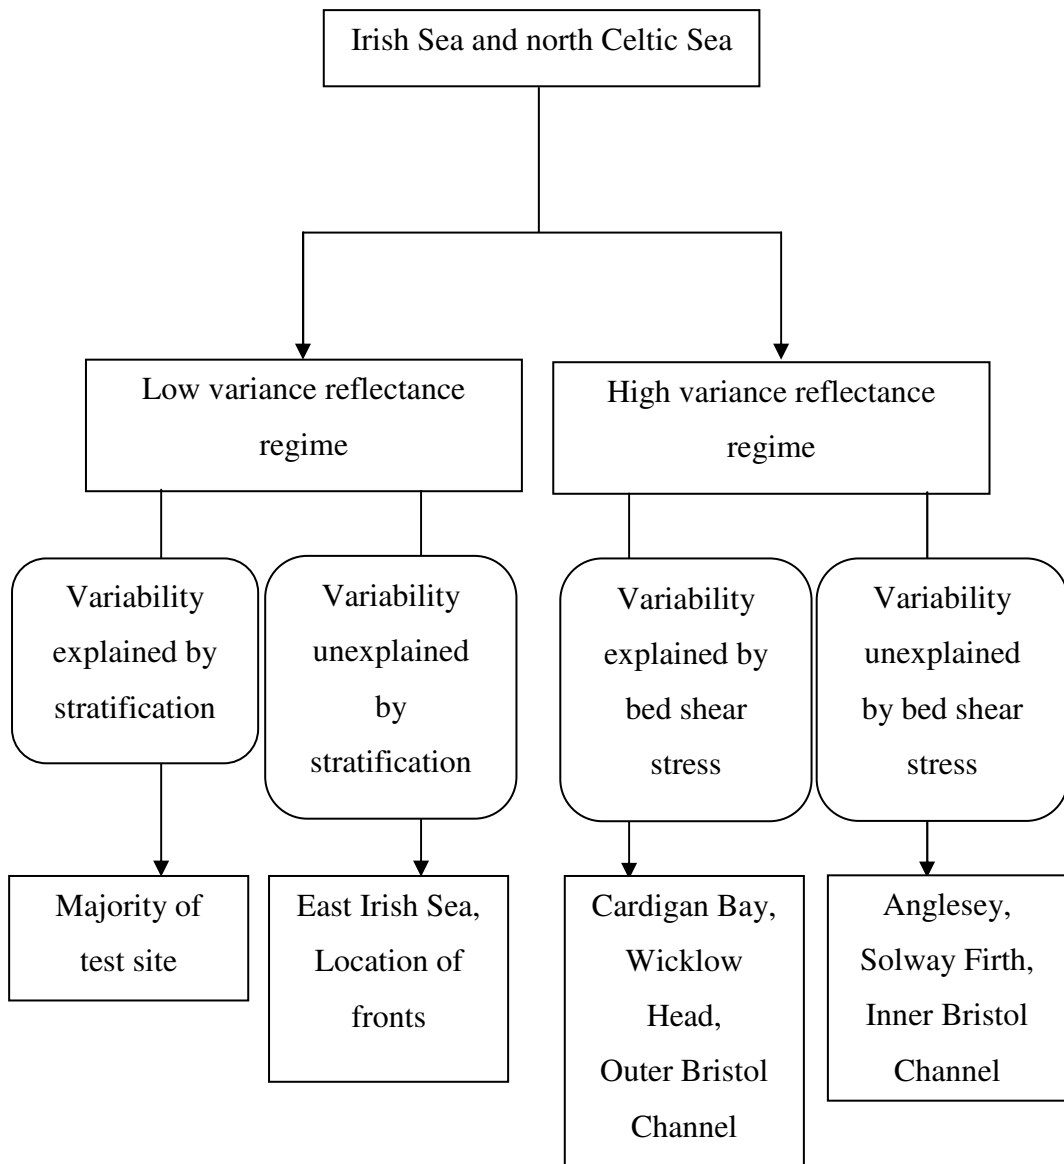 Irish Sea and north Celtic Sea
Low variance reflectance
regime
High variance reflectance
regime
Variability
explained by
stratification
Variability
unexplained
by
stratification
Variability
explained by
bed shear
stress
Variability
unexplained
by bed shear
stress
Majority of
test site
East Irish Sea,
Location of
fronts
Cardigan Bay,
Wicklow
Head,
Outer Bristol
Channel
Anglesey,
Solway Firth,
Inner Bristol
Channel